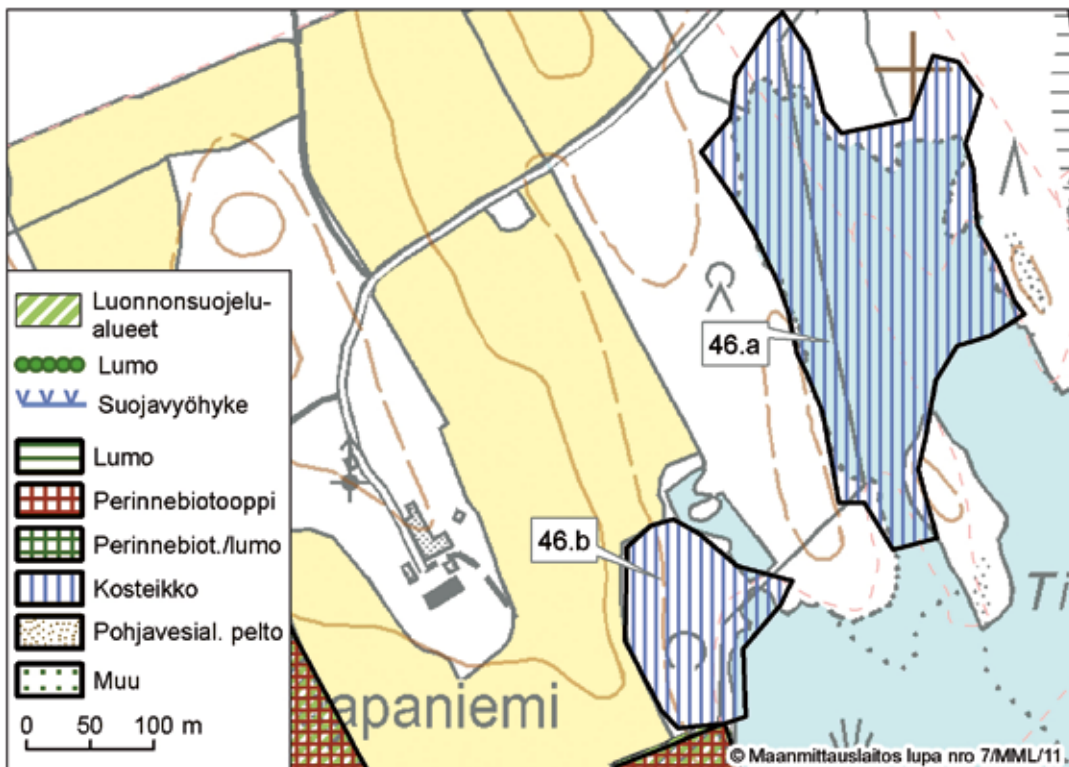 46.a
Luonnonsuojelu-
alueet
Lumo
Suojavyöhyke
Lumo
Perinnebiotooppi
Perinnebiot./lumo
Kosteikko
Pohjavesial. pelto
Muu
0 50 100 m
46.b
Ti
apaniemi
© Maanmittauslaitos lupa nro 7/MML/11